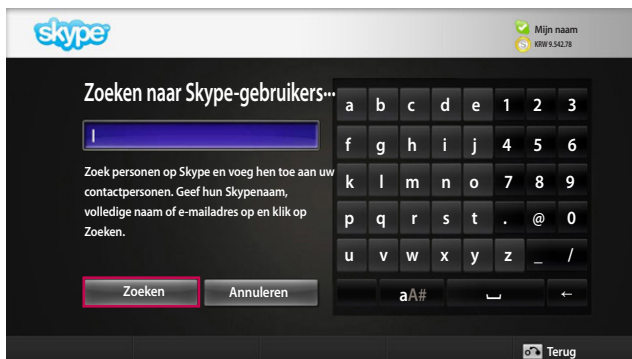 skype
Mijn naam
KRW 9.542.78
Zoeken naar Skype-gebruikers...
Zoek personen op Skype en voeg hen toe aan uw
contactpersonen. Geef hun Skypenaam,
volledige naam of e-mailadres op en klik op
Zoeken.
Zoeken Annuleren
a b c d e 1 2 3
f g h i j 4 5 6
k l m n o 7 8 9
p q r s t . @ 0
u v w x y z _ /
aA# ⎵ ←
Terug